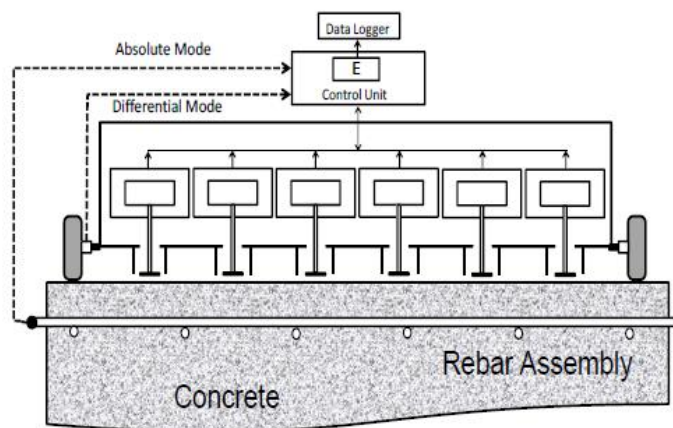 Data Logger
Absolute Mode
E
Control Unit
Differential Mode
Rebar Assembly
Concrete